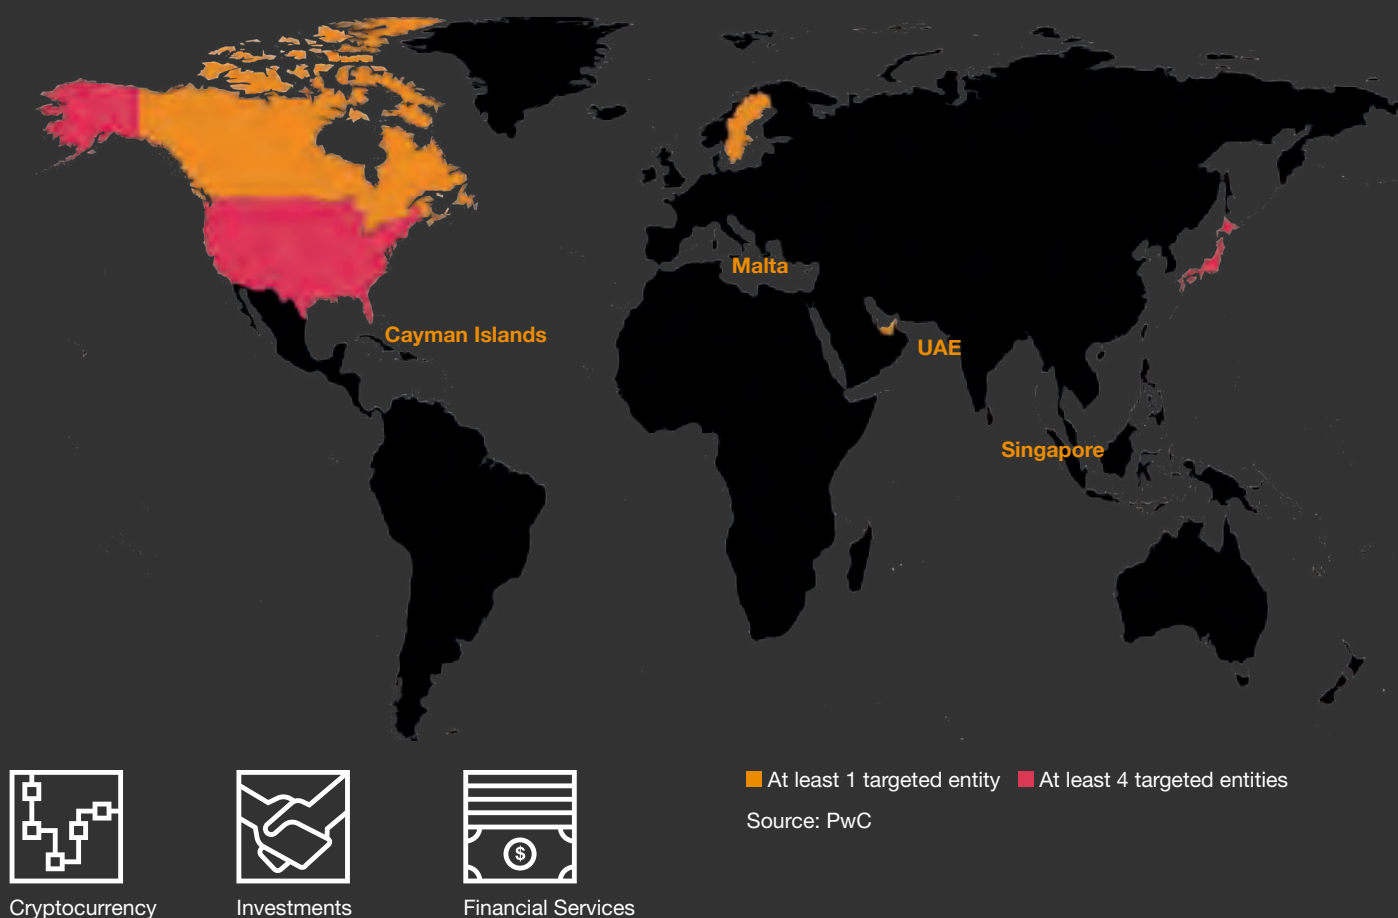 Malta
Cayman Islands
UAE
Singapore
At least 1 targeted entity
At least 4 targeted entities
Source: PwC
$
Cryptocurrency
Investments
Financial Services